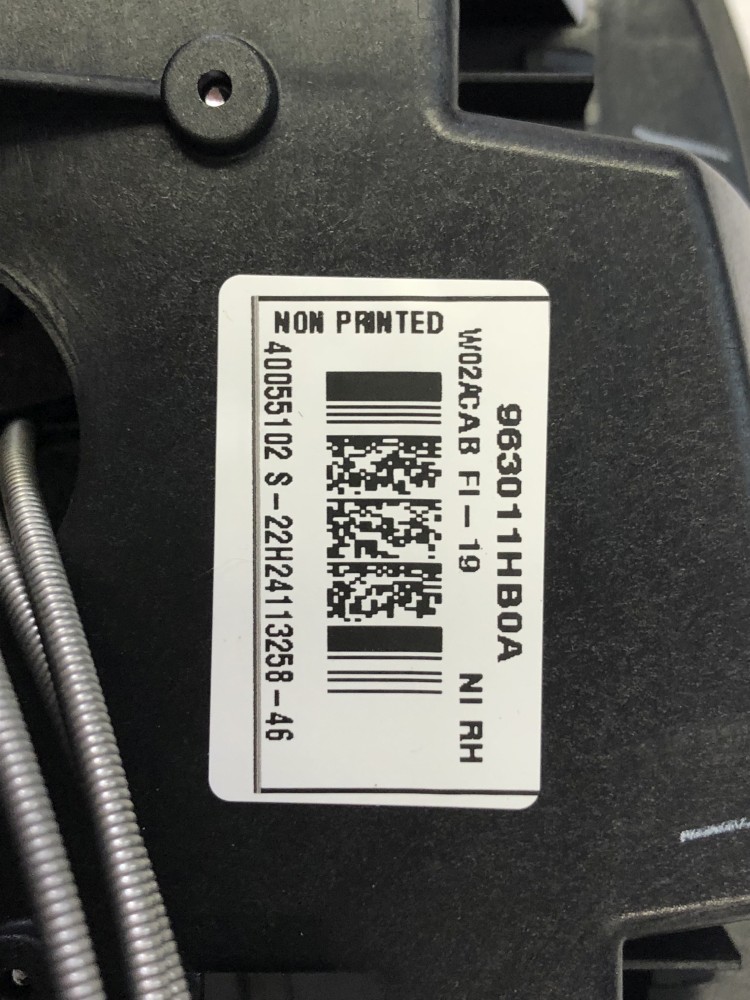 NON PRINTED
963011HB0A
W02ACAB FI-19 NI RH
40055102 S-22H24113258-46